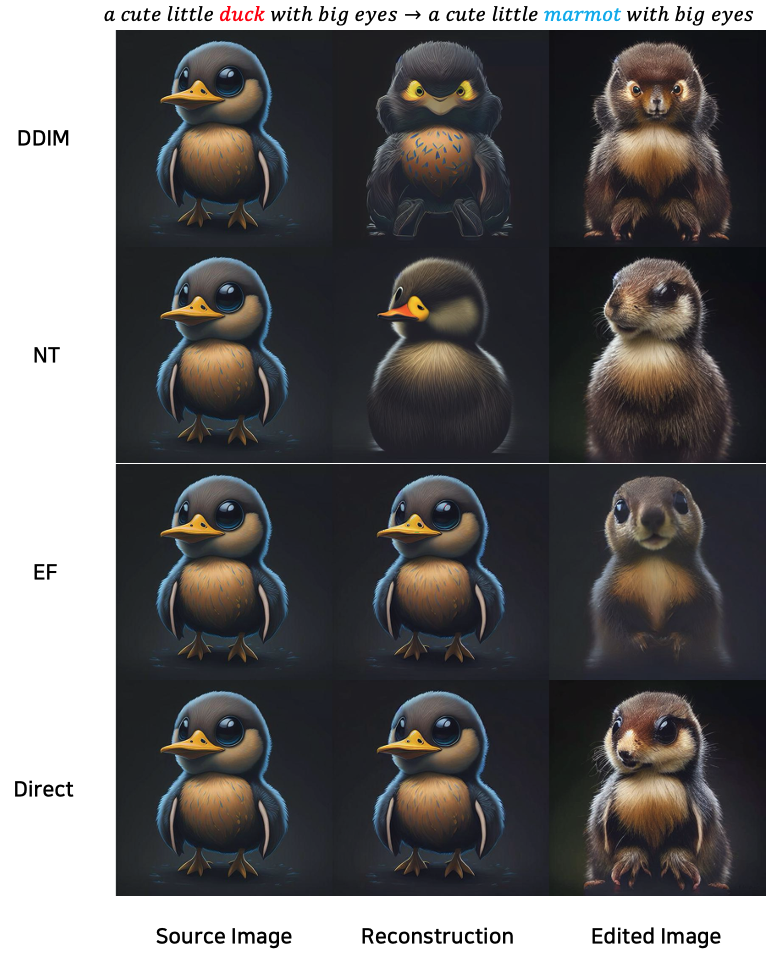 a cute little duck with big eyes → a cute little marmot with big eyes
DDIM
NT
EF
Direct
Source Image Reconstruction Edited Image